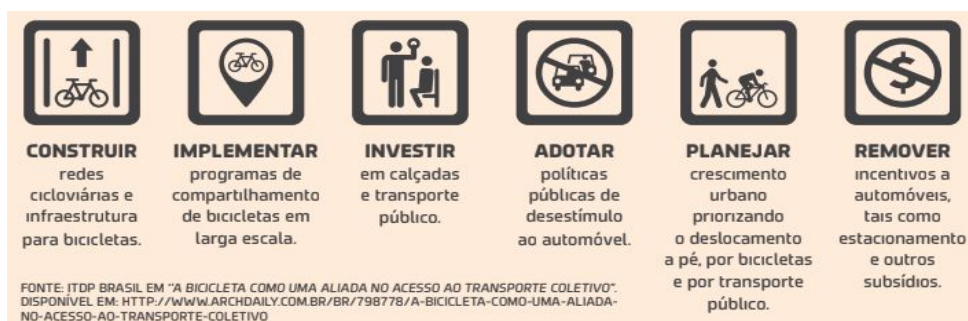 CONSTRUIR
redes
cicloviárias e
infraestrutura
para bicicletas.
IMPLEMENTAR
programas de
compartilhamento
de bicicletas em
larga escala.
INVESTIR
em calçadas
e transporte
público.
ADOTAR
políticas
públicas de
desestímulo
ao automóvel.
PLANEJAR
crescimento
urbano
priorizando
o deslocamento
a pé, por bicicletas
e por transporte
público.
REMOVER
incentivos a
automóveis,
tais como
estacionamento
e outros
subsídios.
$
FONTE: ITDP BRASIL EM "A BICICLETA COMO UMA ALIADA NO ACESSO AO TRANSPORTE COLETIVO".
DISPONÍVEL EM: HTTP://WWW.ARCHDAILY.COM.BR/BR/798778/A-BICICLETA-COMO-UMA-ALIADA-
NO-ACESSO-AO-TRANSPORTE-COLETIVO